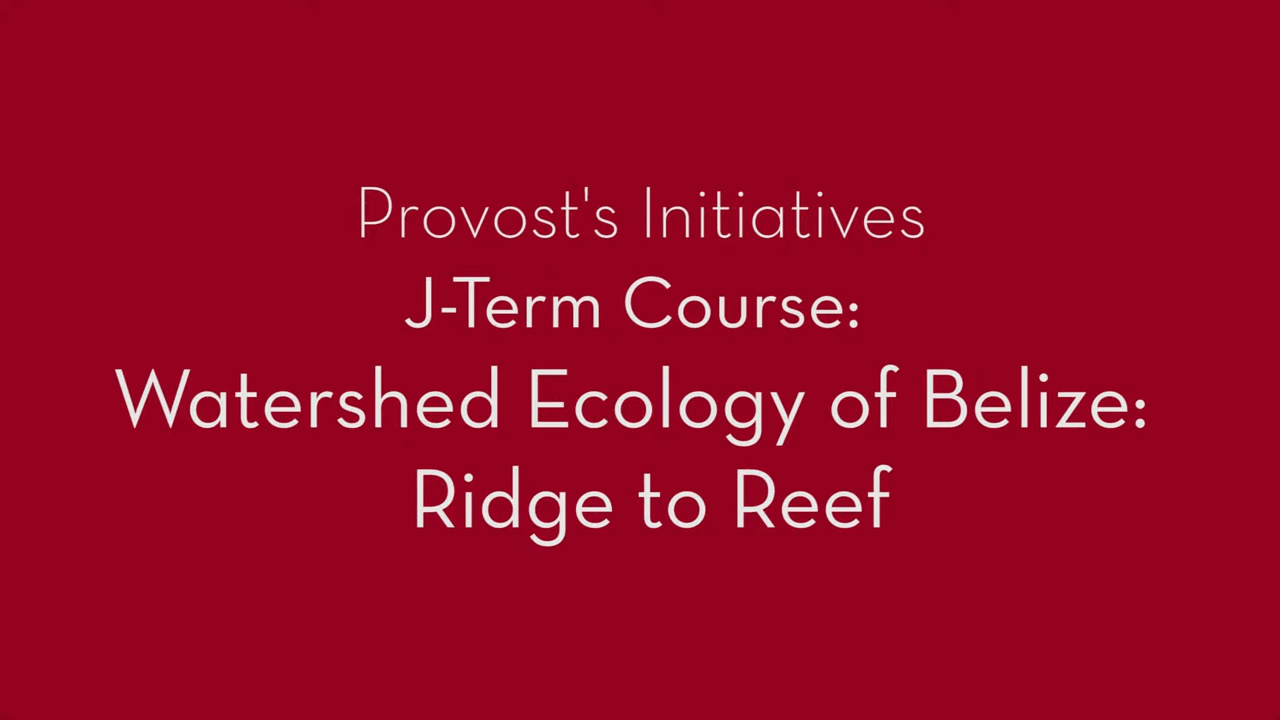 Provost's Initiatives
J-Term Course:
Watershed Ecology of Belize:
Ridge to Reef